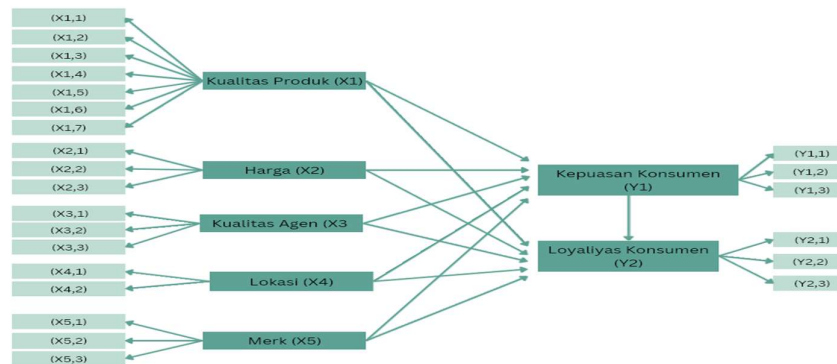 (X1,1)
(X1,2)
(X1,3)
(X1,4)
(X1,5)
(X1,6)
(X1,7)
Kualitas Produk (X1)
(X2,1)
(X2,2)
(X2,3)
Harga (X2)
(X3,1)
(X3,2)
(X3,3)
Kualitas Agen (X3
(X4,1)
(X4,2)
Lokasi (X4)
(X5,1)
(X5,2)
(X5,3)
Merk (X5)
Kepuasan Konsumen
(Y1)
(Y1,1)
(Y1,2)
(Y1,3)
Loyaliyas Konsumen
(Y2)
(Y2,1)
(Y2,2)
(Y2,3)